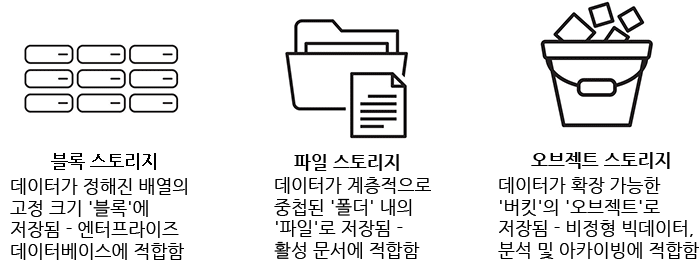 블록 스토리지
데이터가 정해진 배열의
고정 크기 '블록'에
저장됨 - 엔터프라이즈
데이터베이스에 적합함
파일 스토리지
데이터가 계층적으로
중첩된 '폴더' 내의
'파일'로 저장됨 -
활성 문서에 적합함
오브젝트 스토리지
데이터가 확장 가능한
'버킷'의 '오브젝트'로
저장됨 - 비정형 빅데이터,
분석 및 아카이빙에 적합함